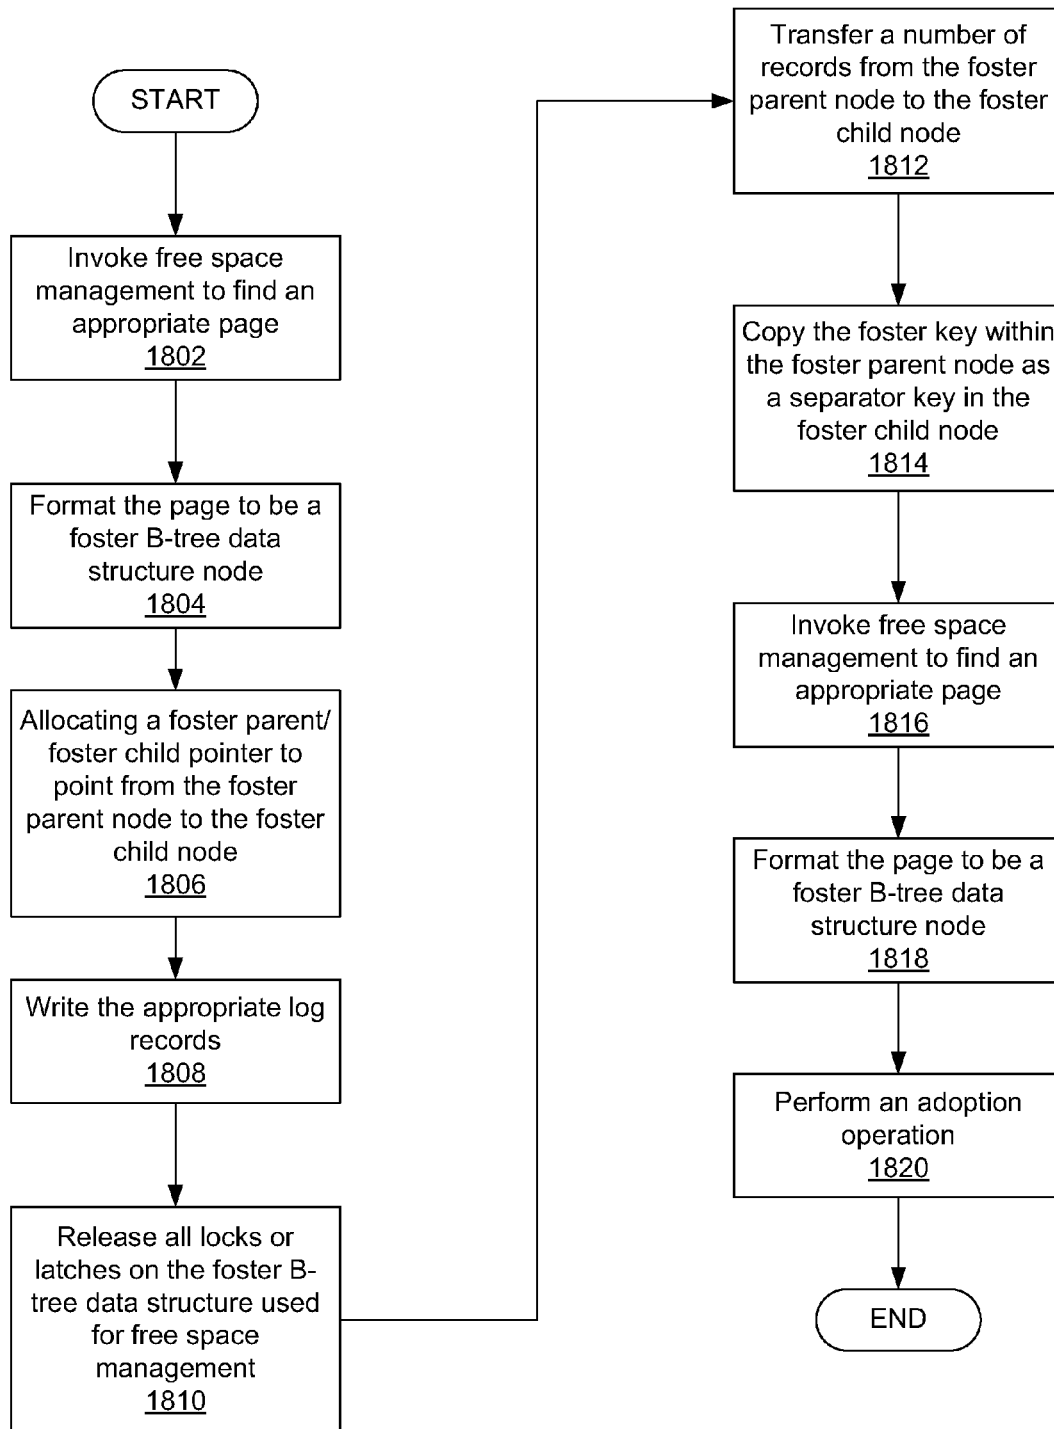 START
Invoke free space
management to find an
appropriate page
1802
Format the page to be a
foster B-tree data
structure node
1804
Allocating a foster parent/
foster child pointer to
point from the foster
parent node to the foster
child node
1806
Write the appropriate log
records
1808
Release all locks or
latches on the foster B-
tree data structure used
for free space
management
1810
Transfer a number of
records from the foster
parent node to the foster
child node
1812
Copy the foster key within
the foster parent node as
a separator key in the
foster child node
1814
Invoke free space
management to find an
appropriate page
1816
Format the page to be a
foster B-tree data
structure node
1818
Perform an adoption
operation
1820
END